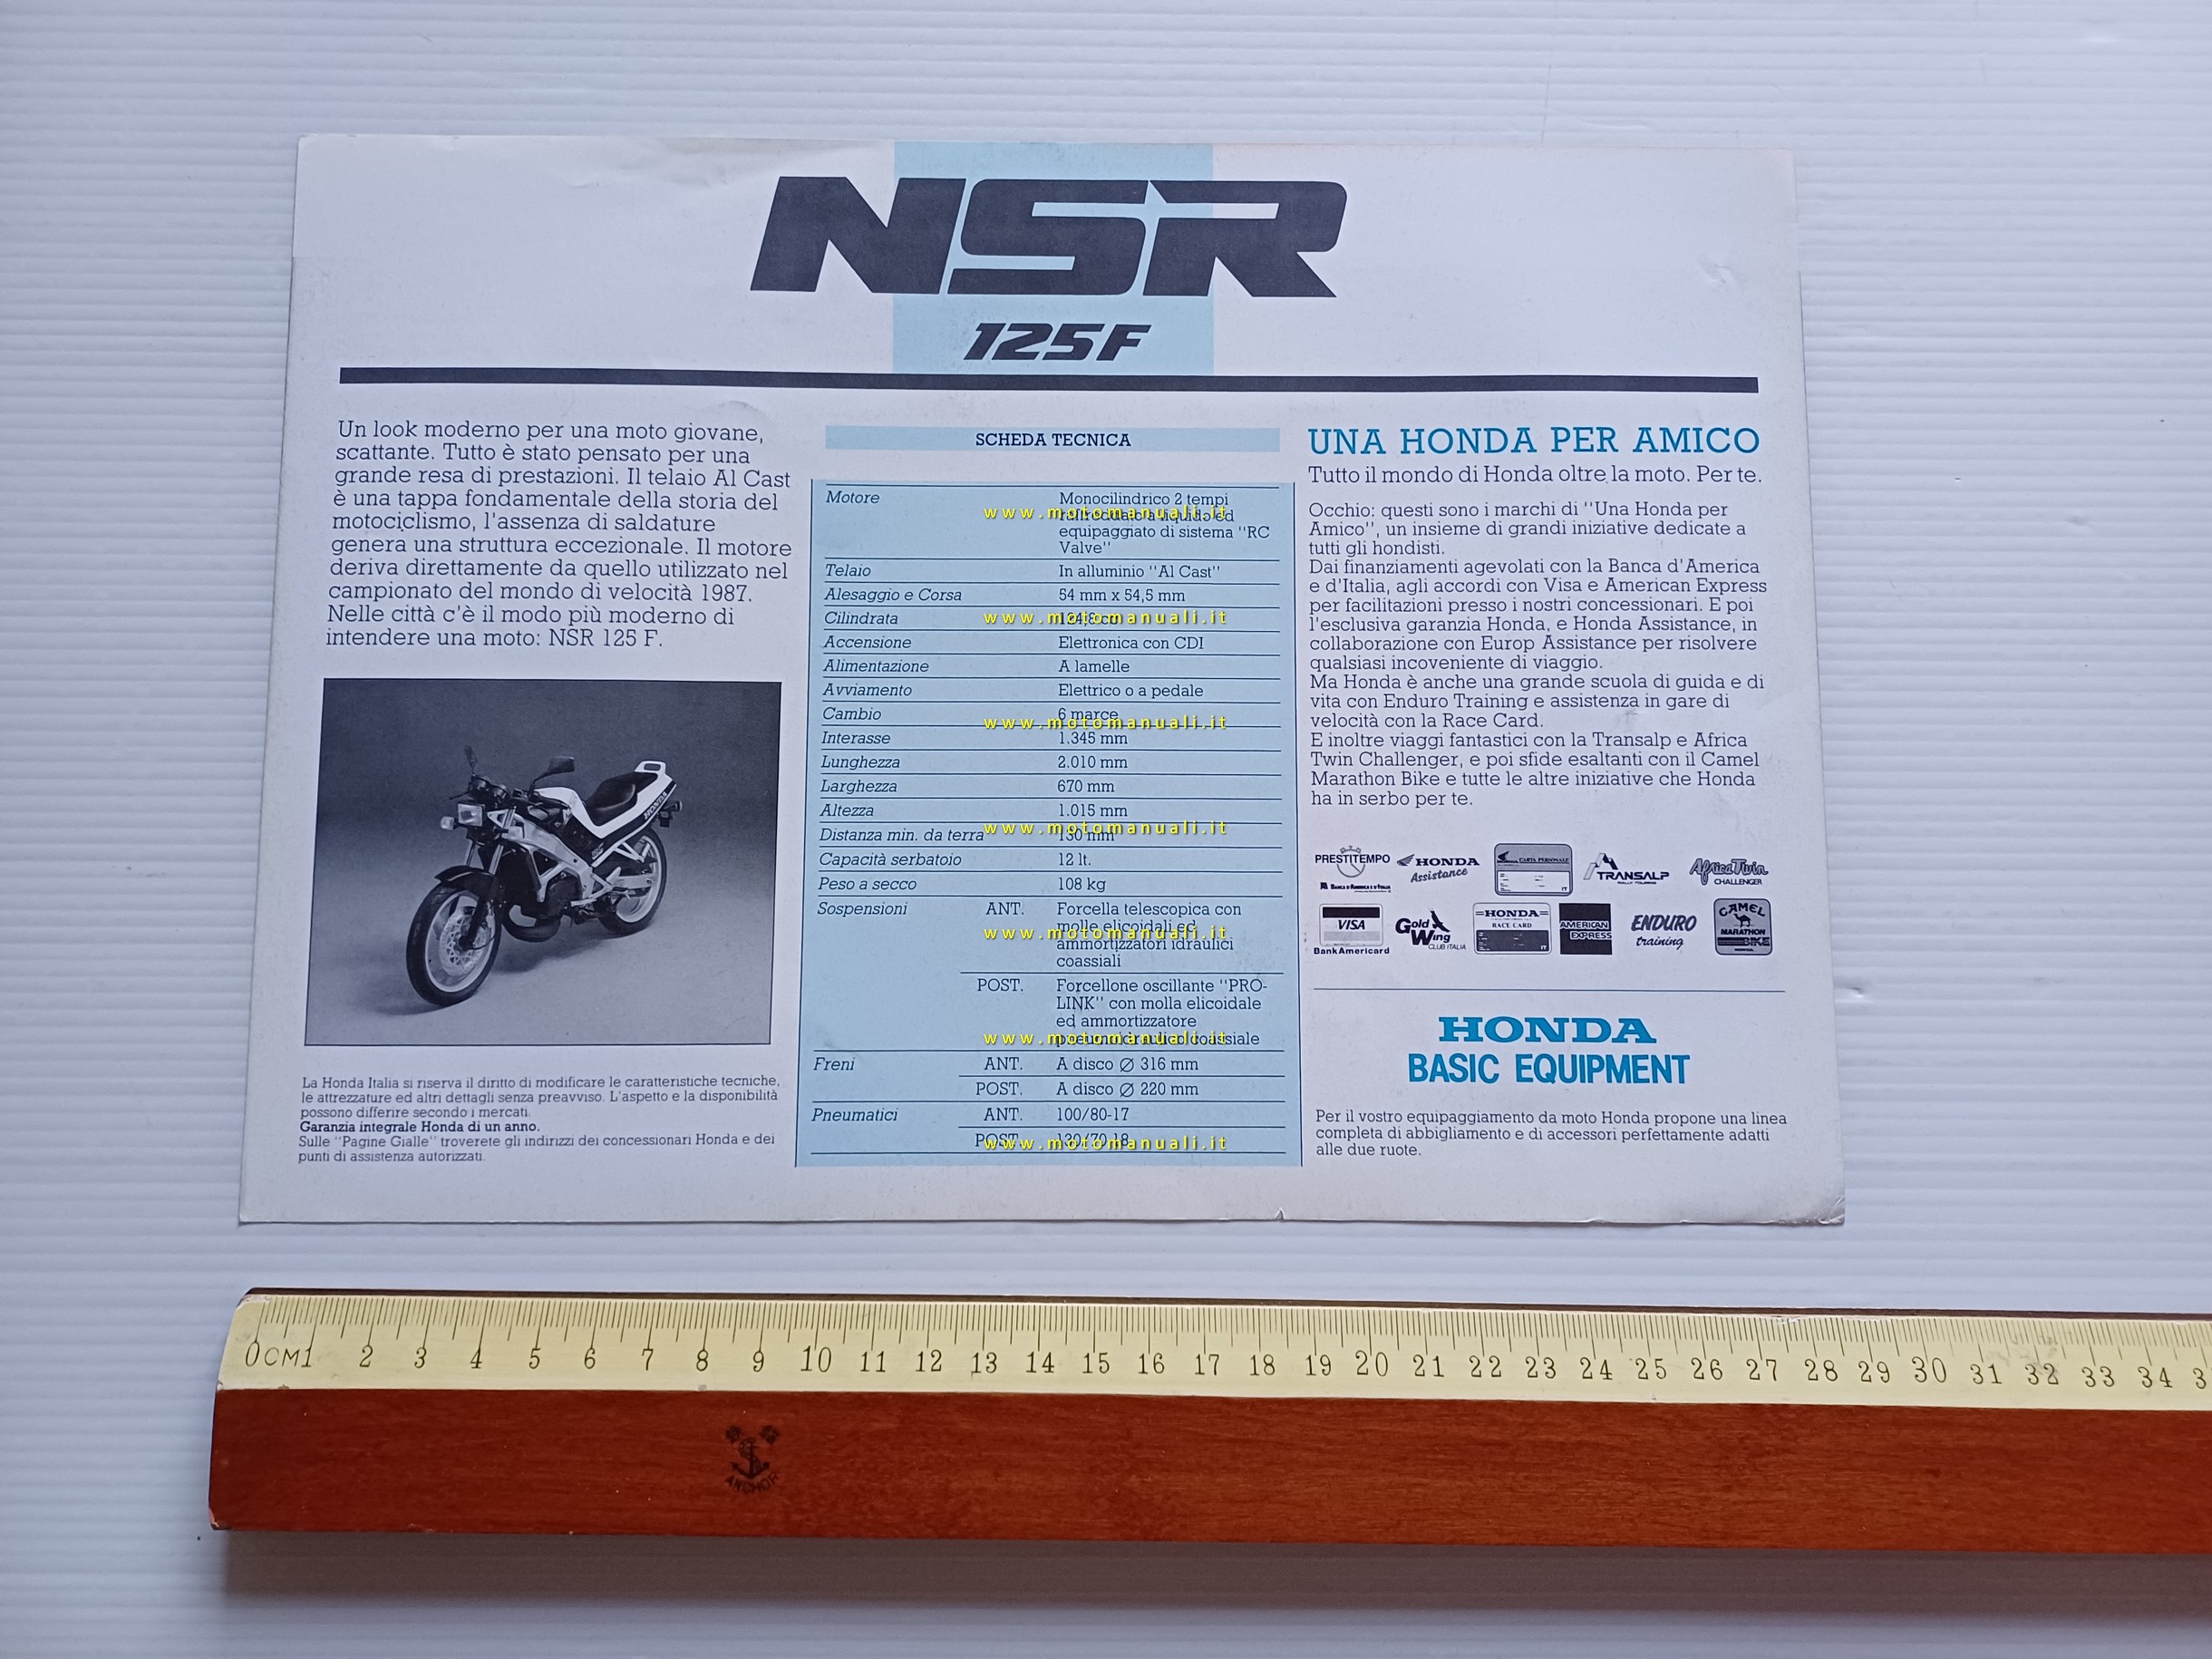 NSR
125F
Un look moderno per una moto giovane,
scattante. Tutto è stato pensato per una
grande resa di prestazioni. Il telaio Al Cast
è una tappa fondamentale della storia del
motociclismo, l'assenza di saldature
genera una struttura eccezionale. Il motore
deriva direttamente da quello utilizzato nel
campionato del mondo di velocità 1987.
Nelle città c'è il modo più moderno di
intendere una moto: NSR 125 F.
HONDA
La Honda Italia si riserva il diritto di modificare le caratteristiche tecniche,
le attrezzature ed altri dettagli senza preavviso. L'aspetto e la disponibilità
possono differire secondo i mercati.
Garanzia integrale Honda di un anno.
Sulle "Pagine Gialle" troverete gli indirizzi dei concessionari Honda e dei
punti di assistenza autorizzati.
SCHEDA TECNICA
Motore Monocilindrico 2 tempi
www.motomanuali.it ed
equipaggiato di sistema "RC
Valve"
Telaio In alluminio "Al Cast"
Alesaggio e Corsa 54 mm x 54,5 mm
Cilindrata www.motomanuali.it
Accensione Elettronica con CDI
Alimentazione A lamelle
Avviamento Elettrico o a pedale
Cambio 6 marce
www.motomanuali.it
Interasse 1.345 mm
Lunghezza 2.010 mm
Larghezza 670 mm
Altezza 1.015 mm
Distanza min. da terra 130 mm
www.motomanuali.it
Capacità serbatoio 12 lt.
Peso a secco 108 kg
Sospensioni ANT. Forcella telescopica con
molle elicoidali ed
www.motomanuali.it
ammortizzatori idraulici
coassiali
POST. Forcellone oscillante "PRO-
LINK" con molla elicoidale
ed ammortizzatore
www.motomanuali.it coassiale
Freni ANT. A disco Ø 316 mm
POST. A disco Ø 220 mm
Pneumatici ANT. 100/80-17
POST. 130/70-18
www.motomanuali.it
UNA HONDA PER AMICO
Tutto il mondo di Honda oltre la moto. Per te.
Occhio: questi sono i marchi di "Una Honda per
Amico", un insieme di grandi iniziative dedicate a
tutti gli hondisti.
Dai finanziamenti agevolati con la Banca d'America
e d'Italia, agli accordi con Visa e American Express
per facilitazioni presso i nostri concessionari. E poi
l'esclusiva garanzia Honda, e Honda Assistance, in
collaborazione con Europ Assistance per risolvere
qualsiasi incoveniente di viaggio.
Ma Honda è anche una grande scuola di guida e di
vita con Enduro Training e assistenza in gare di
velocità con la Race Card.
E inoltre viaggi fantastici con la Transalp e Africa
Twin Challenger, e poi sfide esaltanti con il Camel
Marathon Bike e tutte le altre iniziative che Honda
ha in serbo per te.
PRESTITEMPO
BANCA D'AMERICA E D'ITALIA
HONDA
Assistance
CARTA PERSONALE
TRANSALP
RALLY TOURING
Africa Twin
CHALLENGER
VISA
BankAmericard
Gold
Wing
CLUB ITALIA
HONDA
RACE CARD
AMERICAN
EXPRESS
ENDURO
training
CAMEL
MARATHON
BIKE
HONDA
BASIC EQUIPMENT
Per il vostro equipaggiamento da moto Honda propone una linea
completa di abbigliamento e di accessori perfettamente adatti
alle due ruote.
0CM1 2 3 4 5 6 7 8 9 10 11 12 13 14 15 16 17 18 19 20 21 22 23 24 25 26 27 28 29 30 31 32 33 34
ANCHOR